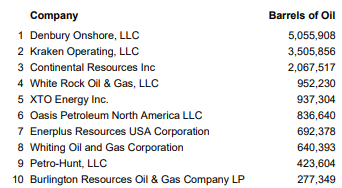 Company Barrels of Oil
1 Denbury Onshore, LLC 5,055,908
2 Kraken Operating, LLC 3,505,856
3 Continental Resources Inc 2,067,517
4 White Rock Oil & Gas, LLC 952,230
5 XTO Energy Inc. 937,304
6 Oasis Petroleum North America LLC 836,640
7 Enerplus Resources USA Corporation 692,378
8 Whiting Oil and Gas Corporation 640,393
9 Petro-Hunt, LLC 423,604
10 Burlington Resources Oil & Gas Company LP 277,349